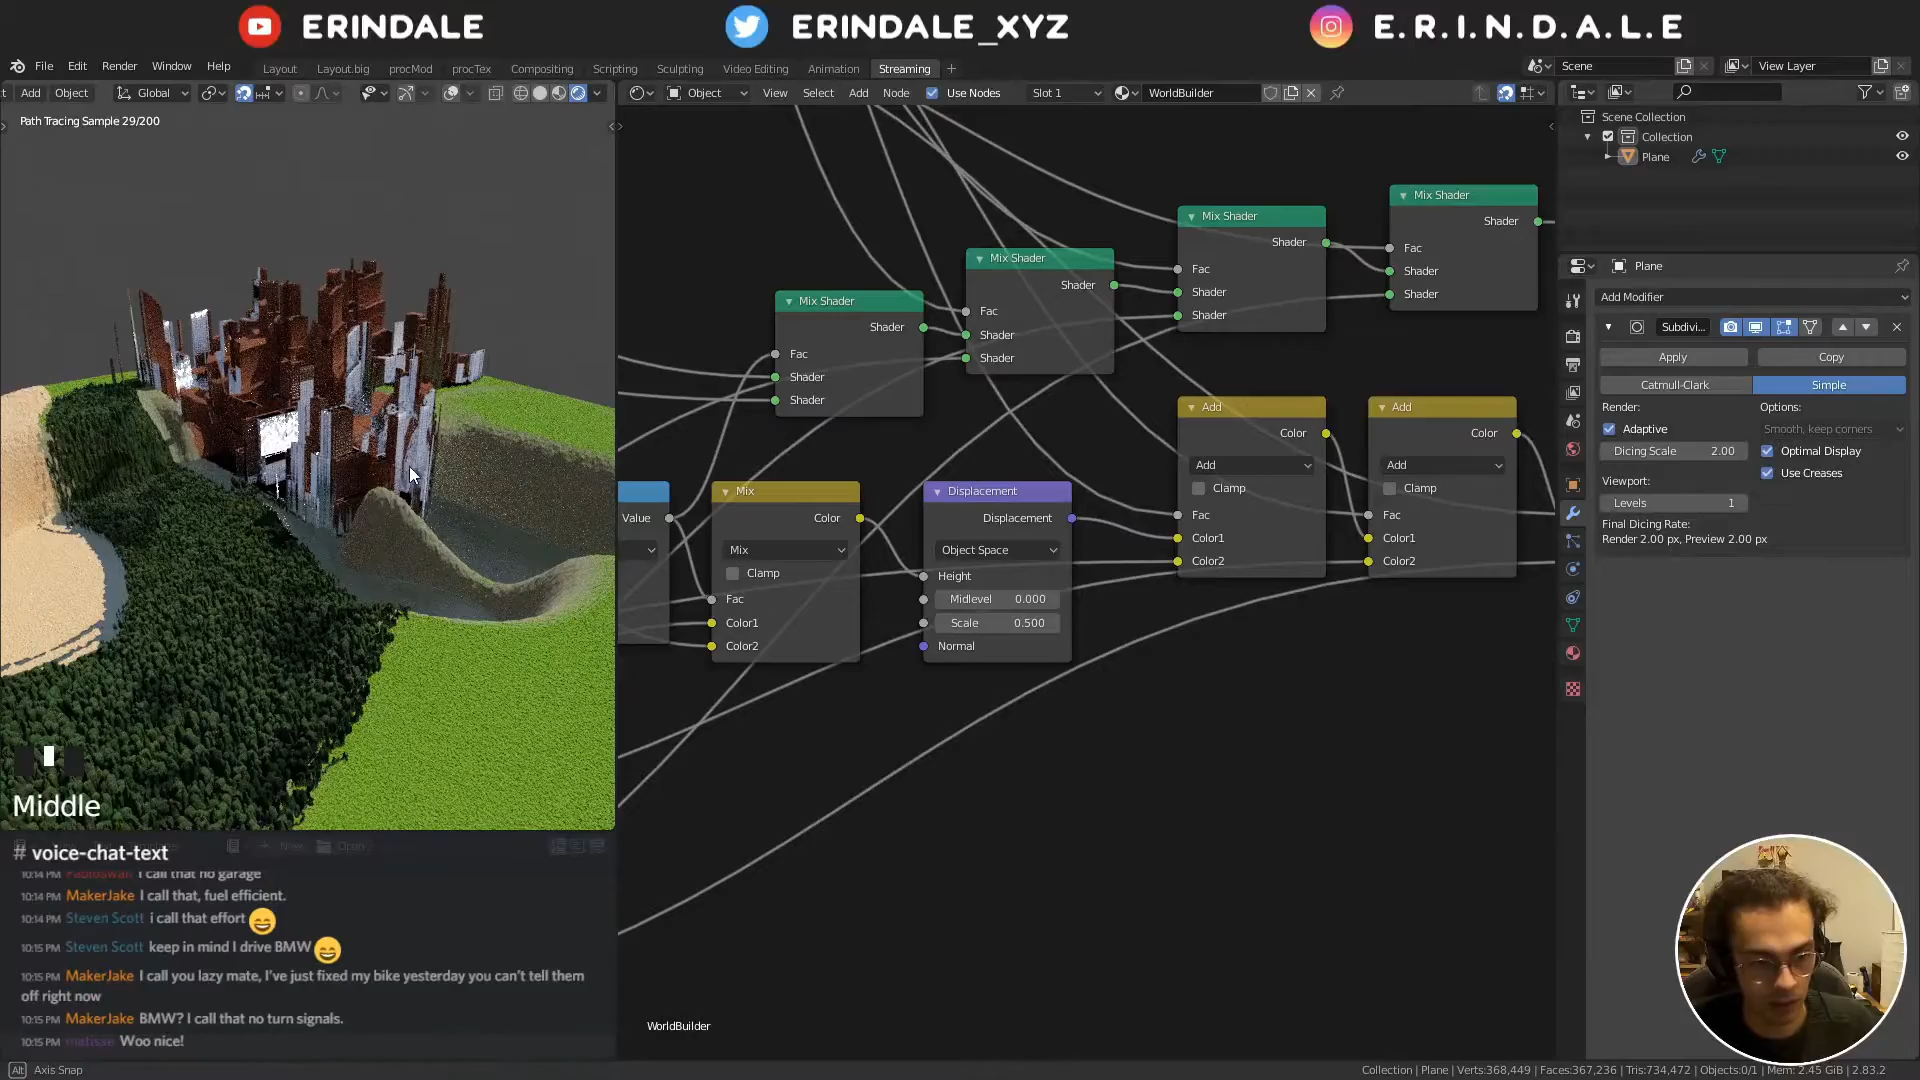 ERINDALE ERINDALE_XYZ E.R.I.N.D.A.L.E
File Edit Render Window Help Layout Layout.big procMod procTex Compositing Scripting Sculpting Video Editing Animation Streaming + Scene View Layer
Add Object Global Object View Select Add Node Use Nodes Slot 1 WorldBuilder
Path Tracing Sample 29/200
Scene Collection
Collection
Plane
Mix Shader
Shader
Fac
Shader
Shader
Mix Shader
Shader
Fac
Shader
Shader
Mix Shader
Shader
Fac
Shader
Shader
Mix Shader
Shader
Fac
Shader
Shader
Add
Color
Add
Clamp
Fac
Color1
Color2
Add
Color
Add
Clamp
Fac
Color1
Color2
Value
Mix
Color
Mix
Clamp
Fac
Color1
Color2
Displacement
Displacement
Object Space
Height
Midlevel 0.000
Scale 0.500
Normal
WorldBuilder
Plane
Add Modifier
Subdivi...
Apply Copy
Catmull-Clark Simple
Render: Options:
Adaptive Smooth, keep corners
Dicing Scale 2.00 Optimal Display
Viewport: Use Creases
Levels 1
Final Dicing Rate:
Render 2.00 px, Preview 2.00 px
Middle
New Open
# voice-chat-text
10:14 PM PabloSwan I call that no garage
10:14 PM MakerJake I call that, fuel efficient.
10:14 PM Steven Scott i call that effort
10:15 PM Steven Scott keep in mind I drive BMW
10:15 PM MakerJake I call you lazy mate, I've just fixed my bike yesterday you can't tell them
off right now
10:15 PM MakerJake BMW? I call that no turn signals.
10:15 PM matisse Woo nice!
Alt Axis Snap Collection | Plane | Verts:368,449 | Faces:367,236 | Tris:734,472 | Objects:0/1 | Mem: 2.45 GiB | 2.83.2